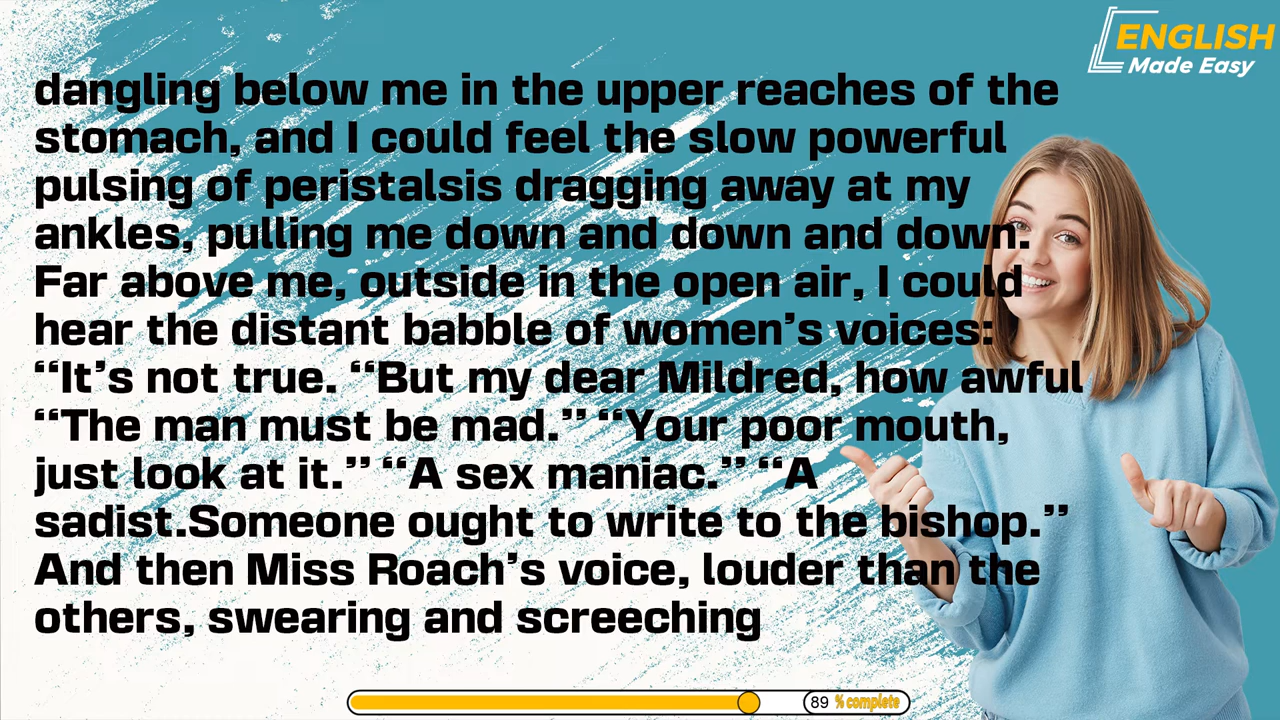 ENGLISH
Made Easy
dangling below me in the upper reaches of the
stomach, and I could feel the slow powerful
pulsing of peristalsis dragging away at my
ankles, pulling me down and down and down.
Far above me, outside in the open air, I could
hear the distant babble of women’s voices:
“It’s not true. “But my dear Mildred, how awful
“The man must be mad.” “Your poor mouth,
just look at it.” “A sex maniac.” “A
sadist.Someone ought to write to the bishop.”
And then Miss Roach’s voice, louder than the
others, swearing and screeching
89 % complete